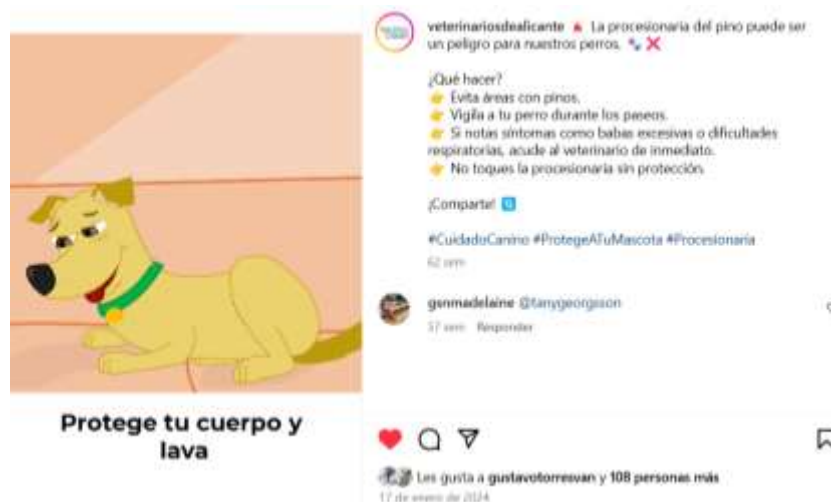 Protege tu cuerpo y
lava
veterinariosdealicante 🔺 La procesionaria del pino puede ser
un peligro para nuestros perros. 🐾 ❌
¿Qué hacer?
👉 Evita áreas con pinos.
👉 Vigila a tu perro durante los paseos.
👉 Si notas síntomas como babas excesivas o dificultades
respiratorias, acude al veterinario de inmediato.
👉 No toques la procesionaria sin protección.
¡Comparte!
#CuidadoCanino #ProtegeATuMascota #Procesionaria
62 sem
gsnmadelaine @tanygeorgsson
57 sem Responder
Les gusta a gustavotorresvan y 108 personas más
17 de enero de 2024